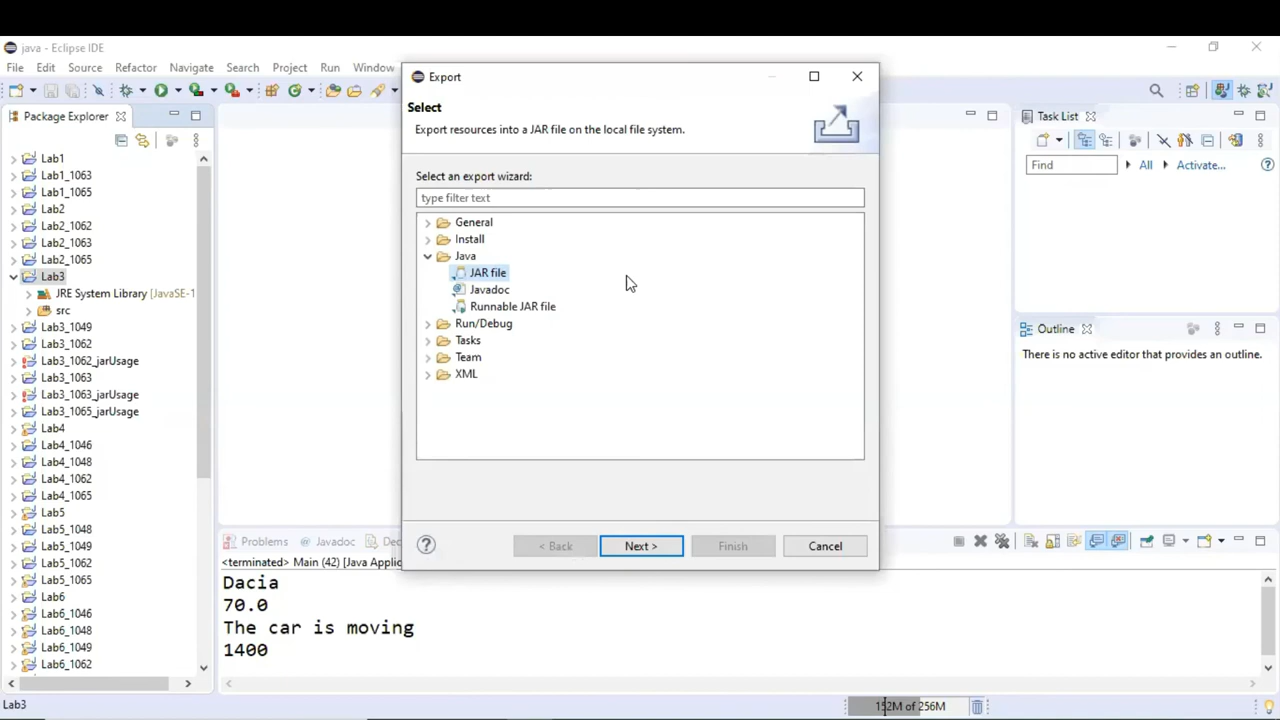 java - Eclipse IDE
File Edit Source Refactor Navigate Search Project Run Window
Package Explorer
Lab1
Lab1_1063
Lab1_1065
Lab2
Lab2_1062
Lab2_1063
Lab2_1065
Lab3
JRE System Library [JavaSE-1
src
Lab3_1049
Lab3_1062
Lab3_1062_jarUsage
Lab3_1063
Lab3_1063_jarUsage
Lab3_1065_jarUsage
Lab4
Lab4_1046
Lab4_1048
Lab4_1062
Lab4_1065
Lab5
Lab5_1048
Lab5_1049
Lab5_1062
Lab5_1065
Lab6
Lab6_1046
Lab6_1048
Lab6_1049
Lab6_1062
Export
Select
Export resources into a JAR file on the local file system.
Select an export wizard:
type filter text
General
Install
Java
JAR file
Javadoc
Runnable JAR file
Run/Debug
Tasks
Team
XML
< Back Next > Finish Cancel
Task List
Find All Activate...
Outline
There is no active editor that provides an outline.
Problems Javadoc Dec
<terminated> Main (42) [Java Applic
Dacia
70.0
The car is moving
1400
Lab3
152M of 256M